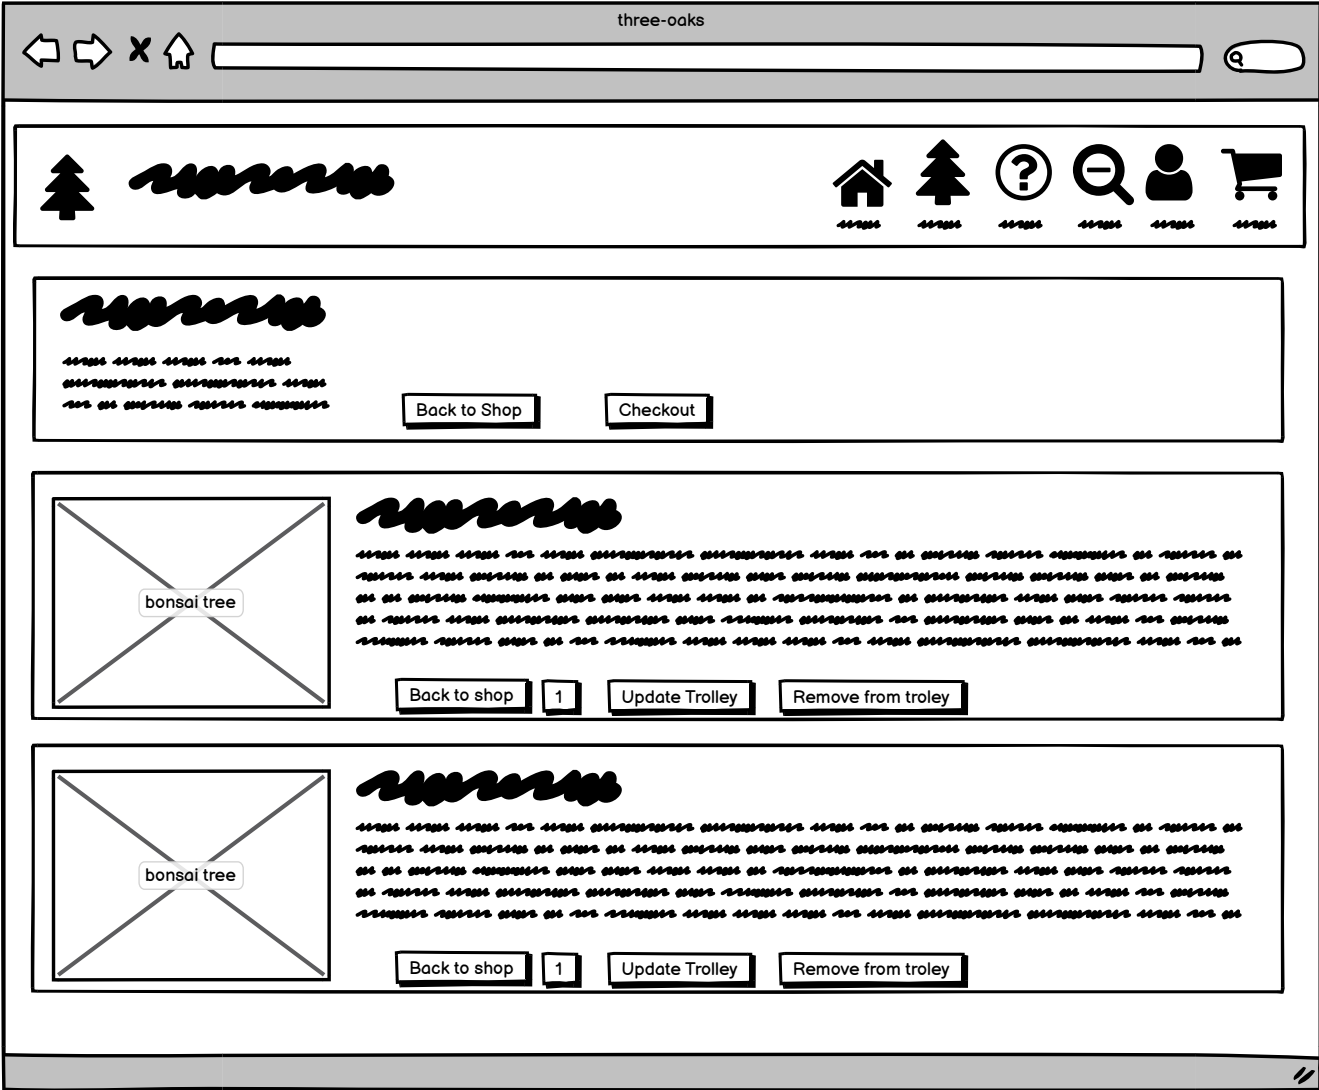 three-oaks
Back to Shop Checkout
bonsai tree
Back to shop 1 Update Trolley Remove from troley
bonsai tree
Back to shop 1 Update Trolley Remove from troley